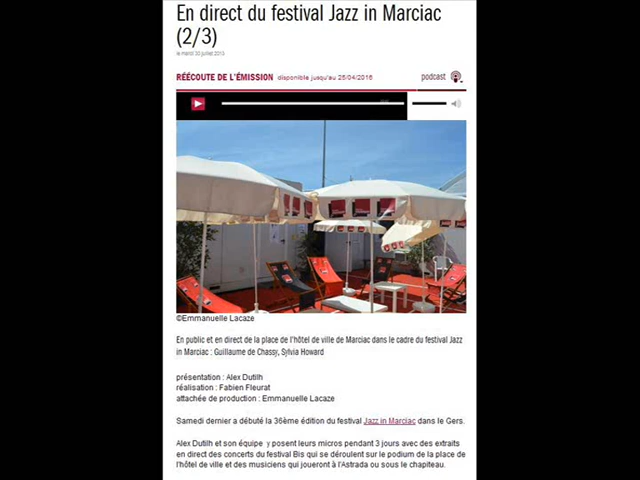 En direct du festival Jazz in Marciac
(2/3)
le mardi 30 juillet 2013
RÉÉCOUTE DE L'ÉMISSION disponible jusqu'au 25/04/2016 podcast
©Emmanuelle Lacaze
En public et en direct de la place de l'hôtel de ville de Marciac dans le cadre du festival Jazz
in Marciac : Guillaume de Chassy, Sylvia Howard
présentation : Alex Dutilh
réalisation : Fabien Fleurat
attachée de production : Emmanuelle Lacaze
Samedi dernier a débuté la 36ème édition du festival Jazz in Marciac dans le Gers.
Alex Dutilh et son équipe y posent leurs micros pendant 3 jours avec des extraits
en direct des concerts du festival Bis qui se déroulent sur le podium de la place de
l'hôtel de ville et des musiciens qui joueront à l'Astrada ou sous le chapiteau.